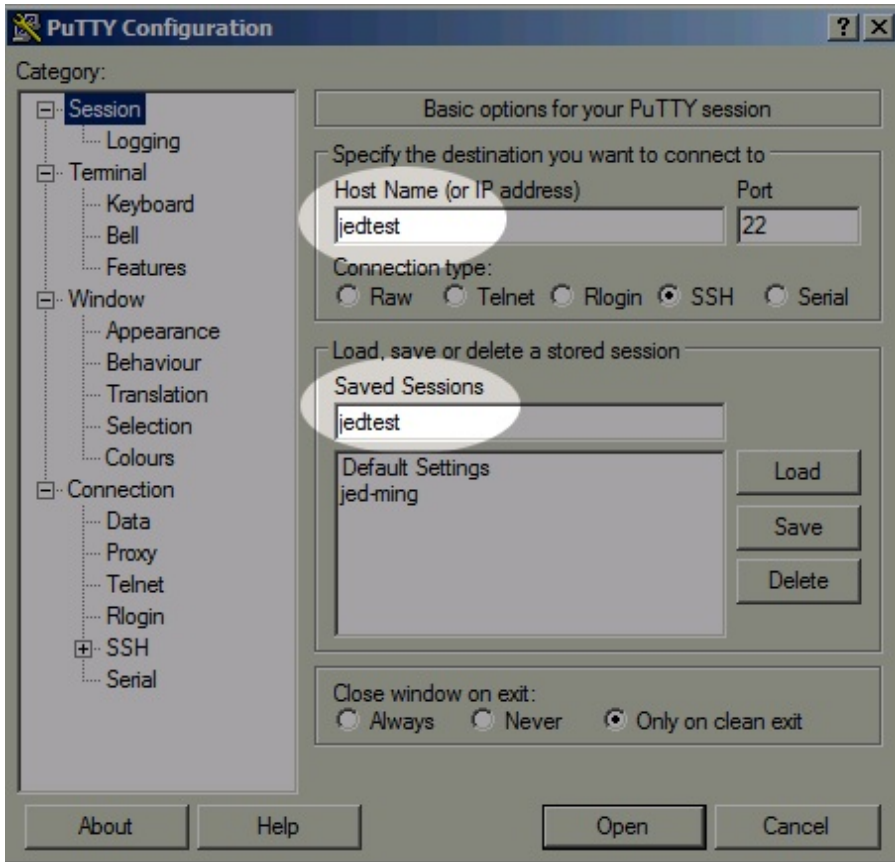 PuTTY Configuration
Category:
Session
Logging
Terminal
Keyboard
Bell
Features
Window
Appearance
Behaviour
Translation
Selection
Colours
Connection
Data
Proxy
Telnet
Rlogin
SSH
Serial
Basic options for your PuTTY session
Specify the destination you want to connect to
Host Name (or IP address) Port
jedtest 22
Connection type:
Raw Telnet Rlogin SSH Serial
Load, save or delete a stored session
Saved Sessions
jedtest
Default Settings
jed-ming
Load
Save
Delete
Close window on exit:
Always Never Only on clean exit
About Help Open Cancel